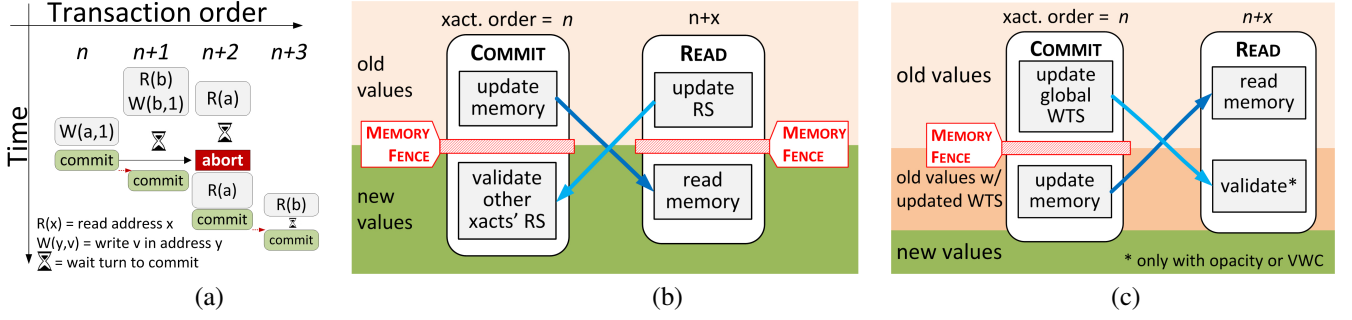 Transaction order
n n+1 n+2 n+3
Time
R(b)
W(b,1)
R(a)
W(a,1)
commit
abort
commit
R(a)
commit
R(b)
commit
R(x) = read address x
W(y,v) = write v in address y
= wait turn to commit
(a)
xact. order = n
n+x
COMMIT
READ
old
values
update
memory
update
RS
MEMORY
FENCE
MEMORY
FENCE
new
values
validate
other
xacts' RS
read
memory
(b)
xact. order = n
n+x
COMMIT
READ
old values
update
global
WTS
read
memory
MEMORY
FENCE
old values w/
updated WTS
update
memory
validate*
new values
* only with opacity or VWC
(c)